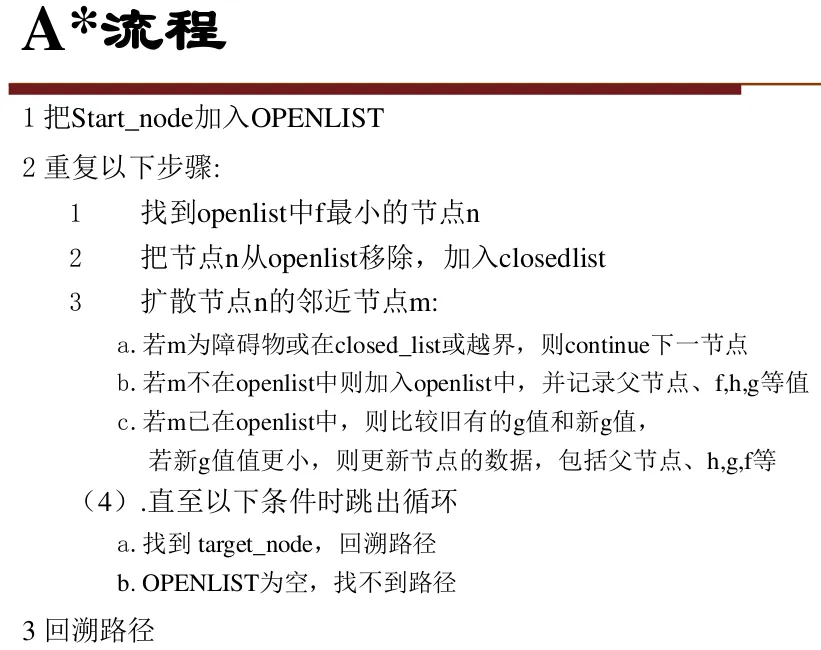 A*流程
1 把Start_node加入OPENLIST
2 重复以下步骤:
1 找到openlist中f最小的节点n
2 把节点n从openlist移除，加入closedlist
3 扩散节点n的邻近节点m:
a. 若m为障碍物或在closed_list或越界，则continue下一节点
b. 若m不在openlist中则加入openlist中，并记录父节点、f,h,g等值
c. 若m已在openlist中，则比较旧有的g值和新g值，
若新g值值更小，则更新节点的数据，包括父节点、h,g,f等
（4）.直至以下条件时跳出循环
a. 找到 target_node，回溯路径
b. OPENLIST为空，找不到路径
3 回溯路径